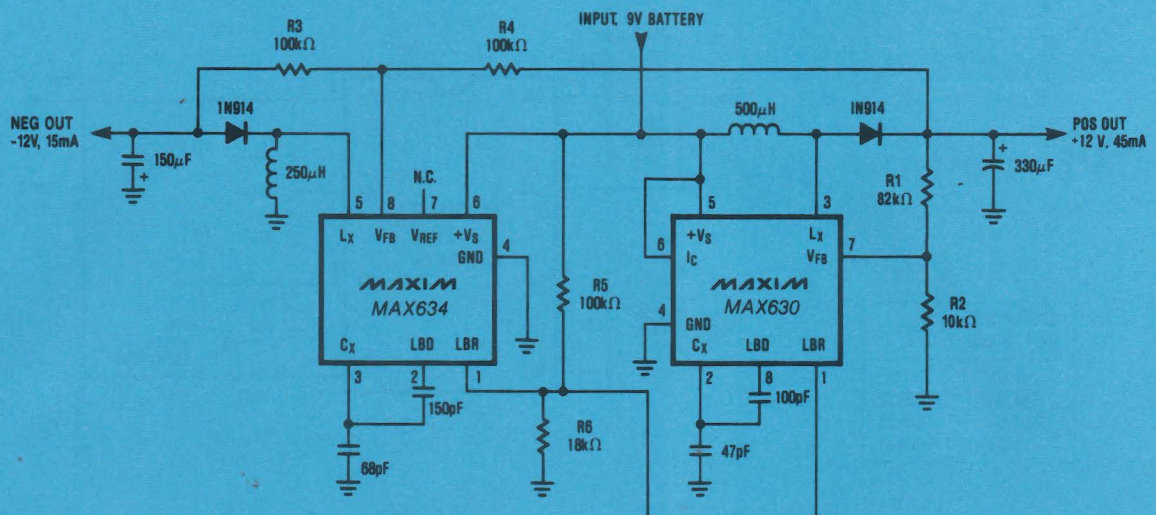 INPUT, 9V BATTERY
R3
100kΩ
R4
100kΩ
NEG OUT
-12V, 15mA
1N914
150µF
+
250µH
500µH
1N914
POS OUT
+12 V, 45mA
+
330µF
R1
82kΩ
N.C.
5 8 7 6
LX VFB VREF +VS
GND
4
MAXIM
MAX634
CX LBD LBR
3 2 1
150pF
68pF
R5
100kΩ
R6
18kΩ
5 3
+VS LX
6 IC VFB 7
MAXIM
MAX630
4
GND
CX LBD LBR
2 8 1
100pF
47pF
R2
10kΩ